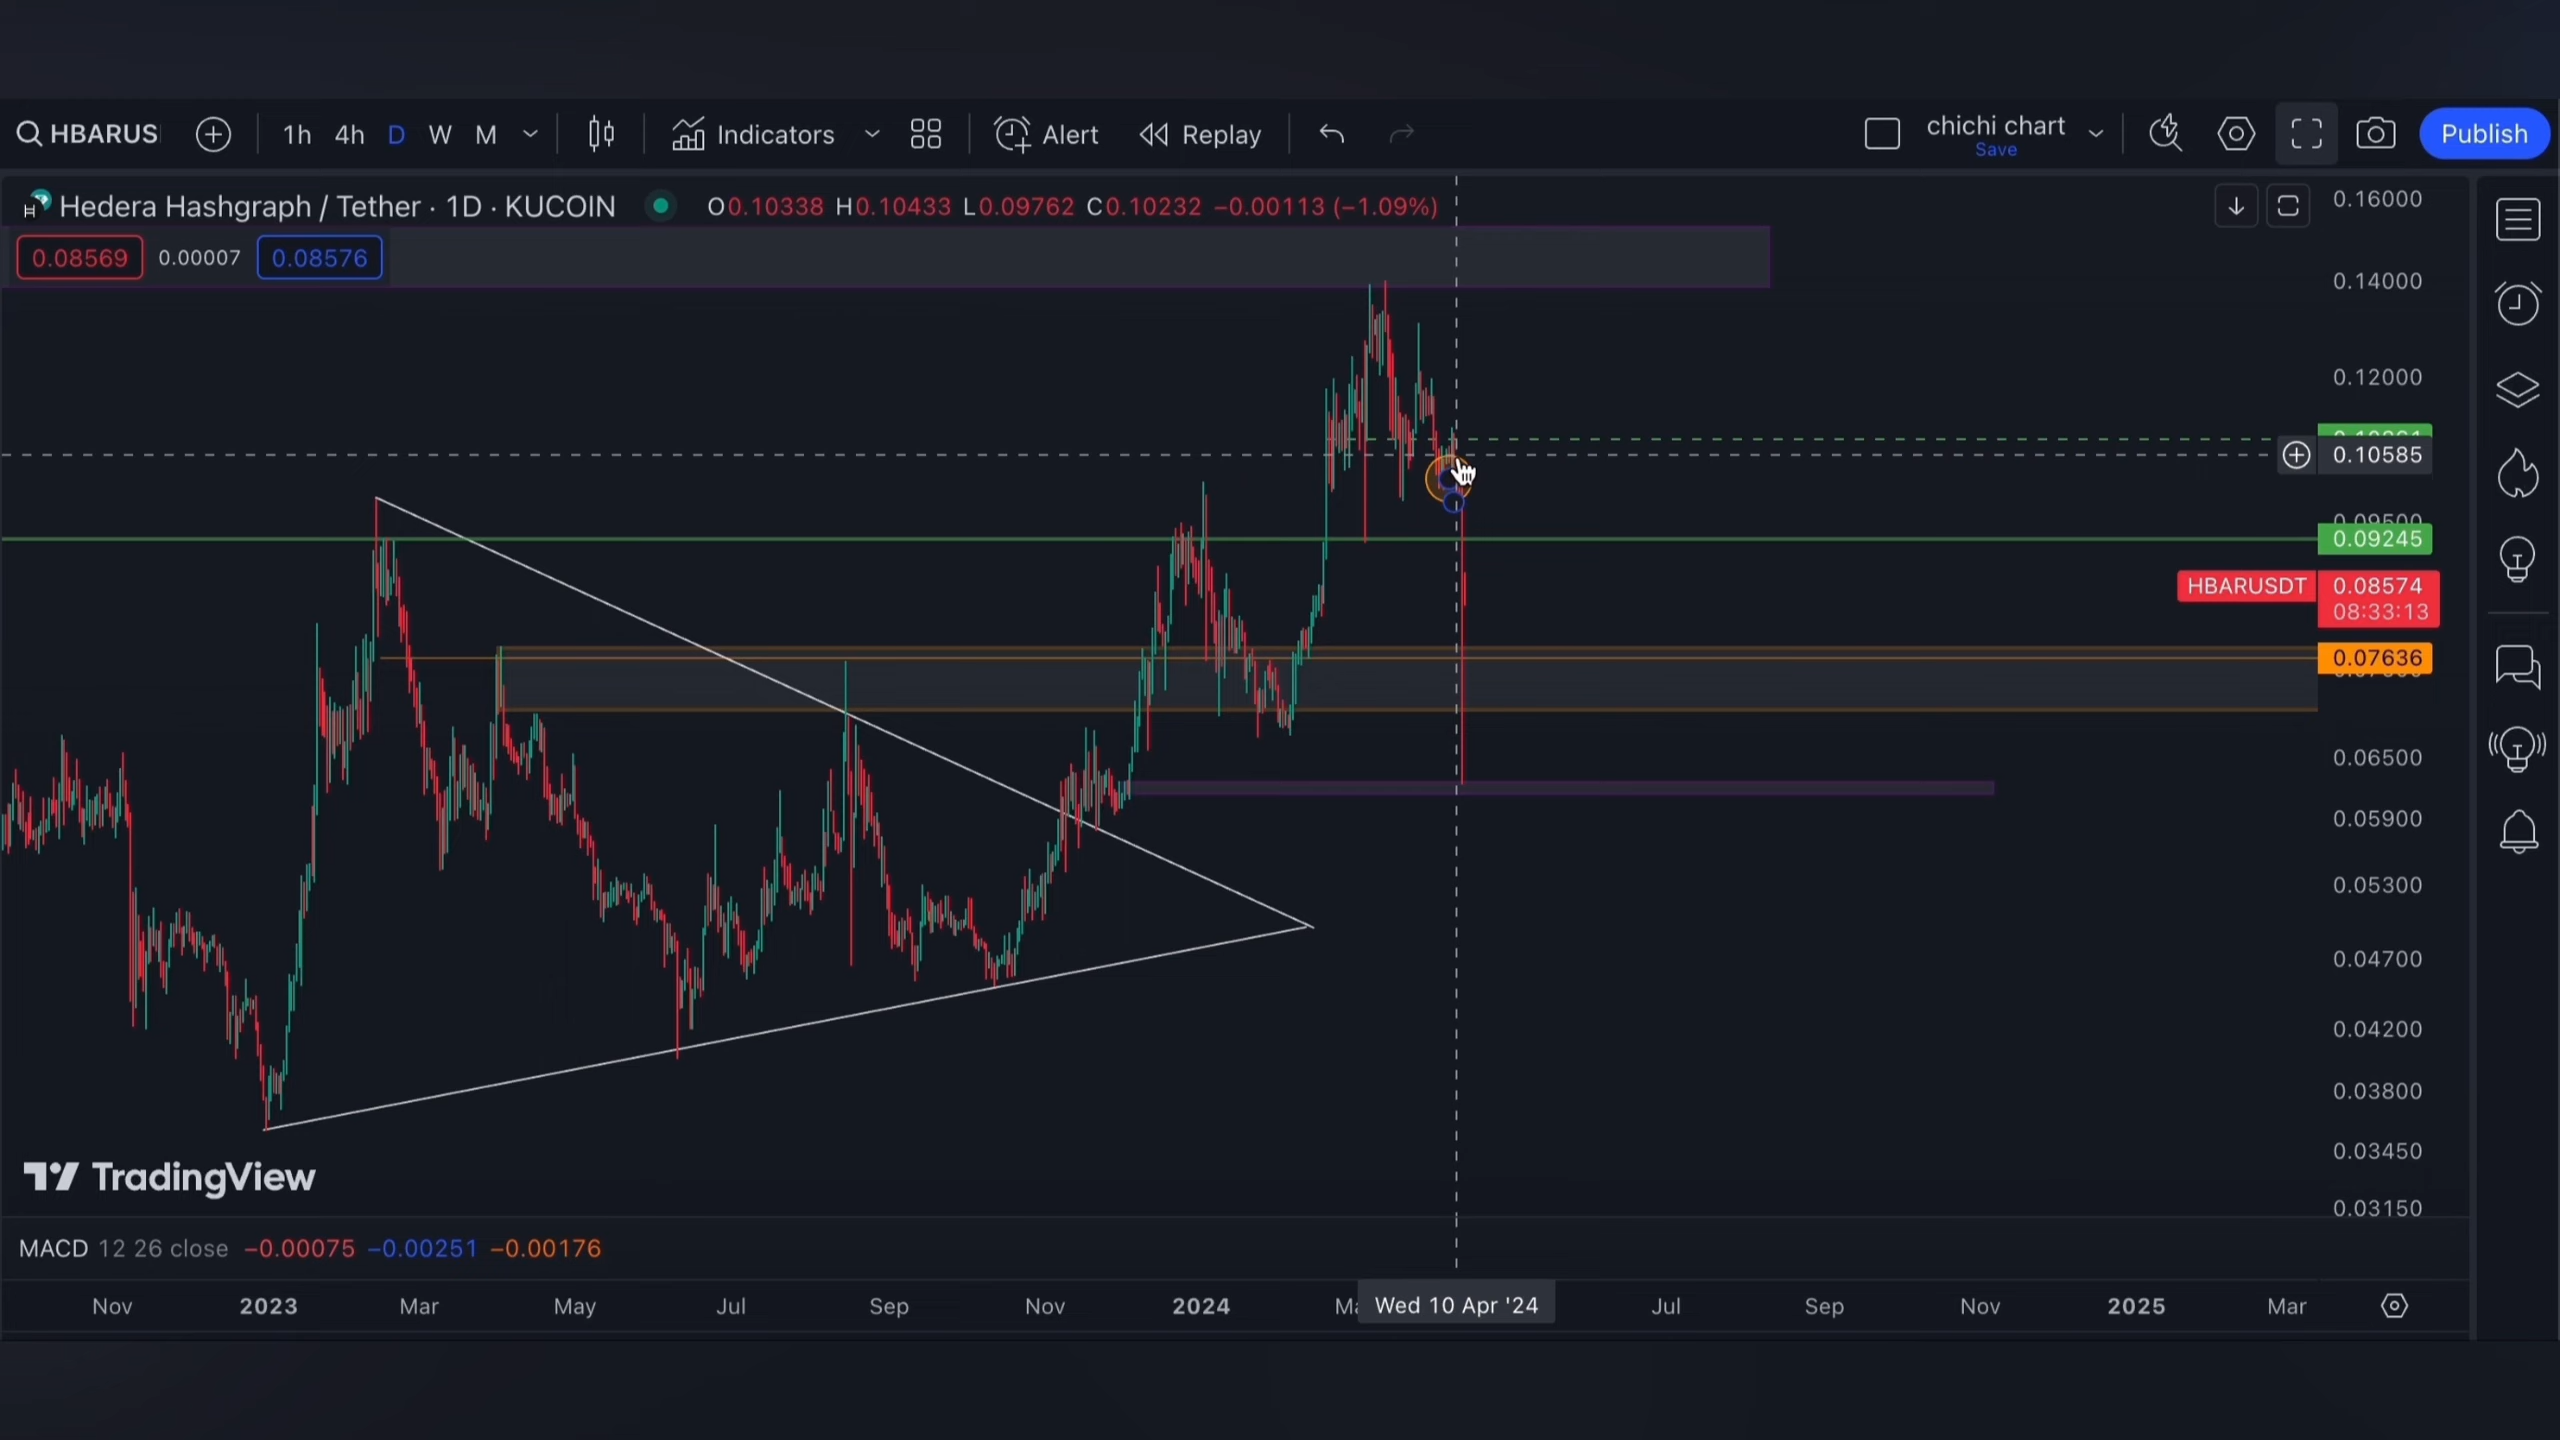 HBARUS 1h 4h D W M Indicators Alert Replay chichi chart Save Publish
Hedera Hashgraph / Tether · 1D · KUCOIN O0.10338 H0.10433 L0.09762 C0.10232 −0.00113 (−1.09%)
0.08569 0.00007 0.08576
0.16000
0.14000
0.12000
0.10585
0.09245
HBARUSDT 0.08574
08:33:13
0.07636
0.06500
0.05900
0.05300
0.04700
0.04200
0.03800
0.03450
0.03150
TradingView
MACD 12 26 close −0.00075 −0.00251 −0.00176
Nov 2023 Mar May Jul Sep Nov 2024 Wed 10 Apr '24 Jul Sep Nov 2025 Mar